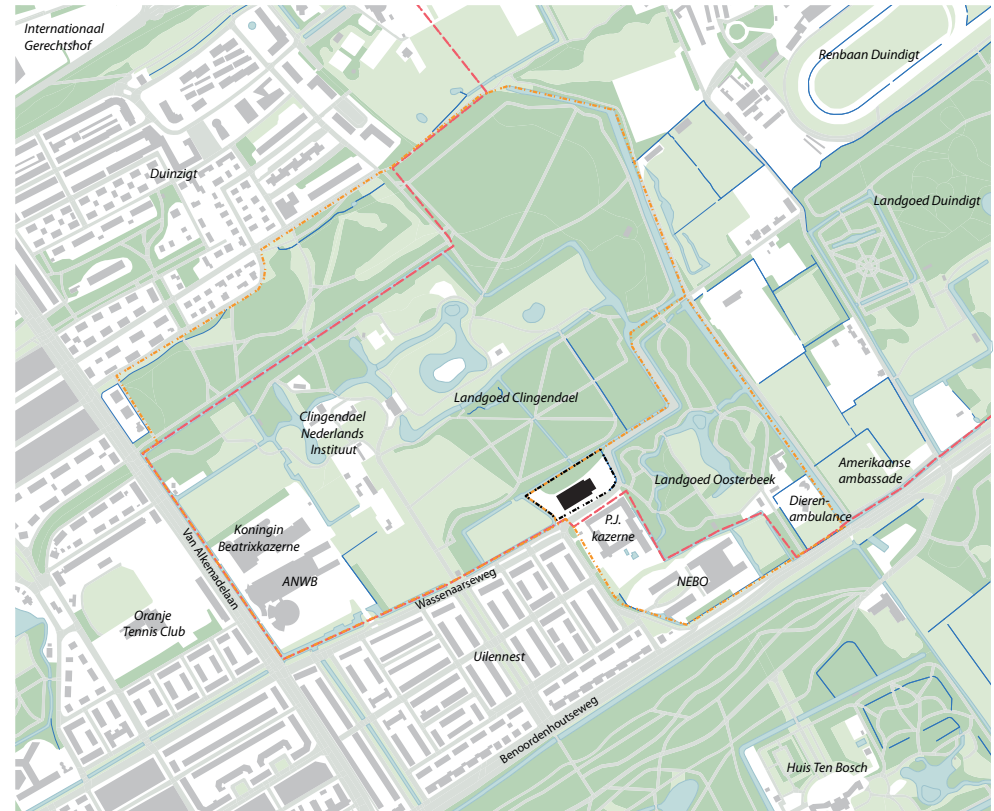 Internationaal
Gerechtshof
Renbaan Duindigt
Duinzigt
Landgoed Duindigt
Landgoed Clingendael
Clingendael
Nederlands
Instituut
Amerikaanse
ambassade
Landgoed Oosterbeek
Dieren-
ambulance
P.J.
kazerne
Koningin
Beatrixkazerne
Van Alkemadelaan
ANWB
Wassenaarseweg
NEBO
Oranje
Tennis Club
Uilennest
Benoordenhoutseweg
Huis Ten Bosch